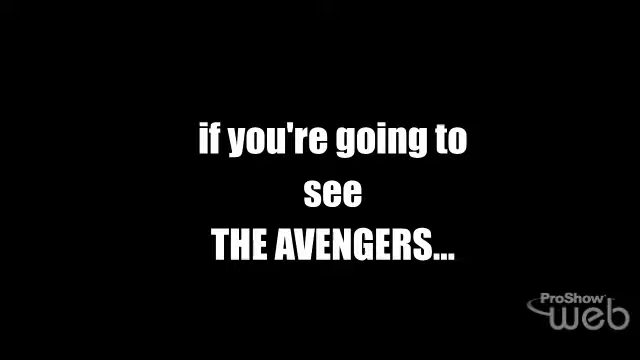 if you're going to
see
THE AVENGERS...
ProShow
web